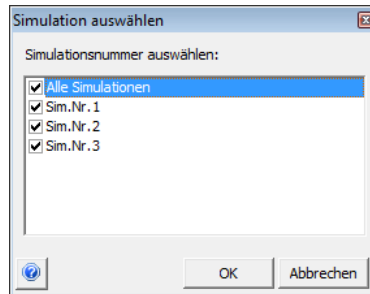 Simulation auswählen
Simulationsnummer auswählen:
Alle Simulationen
Sim.Nr.1
Sim.Nr.2
Sim.Nr.3
OK Abbrechen